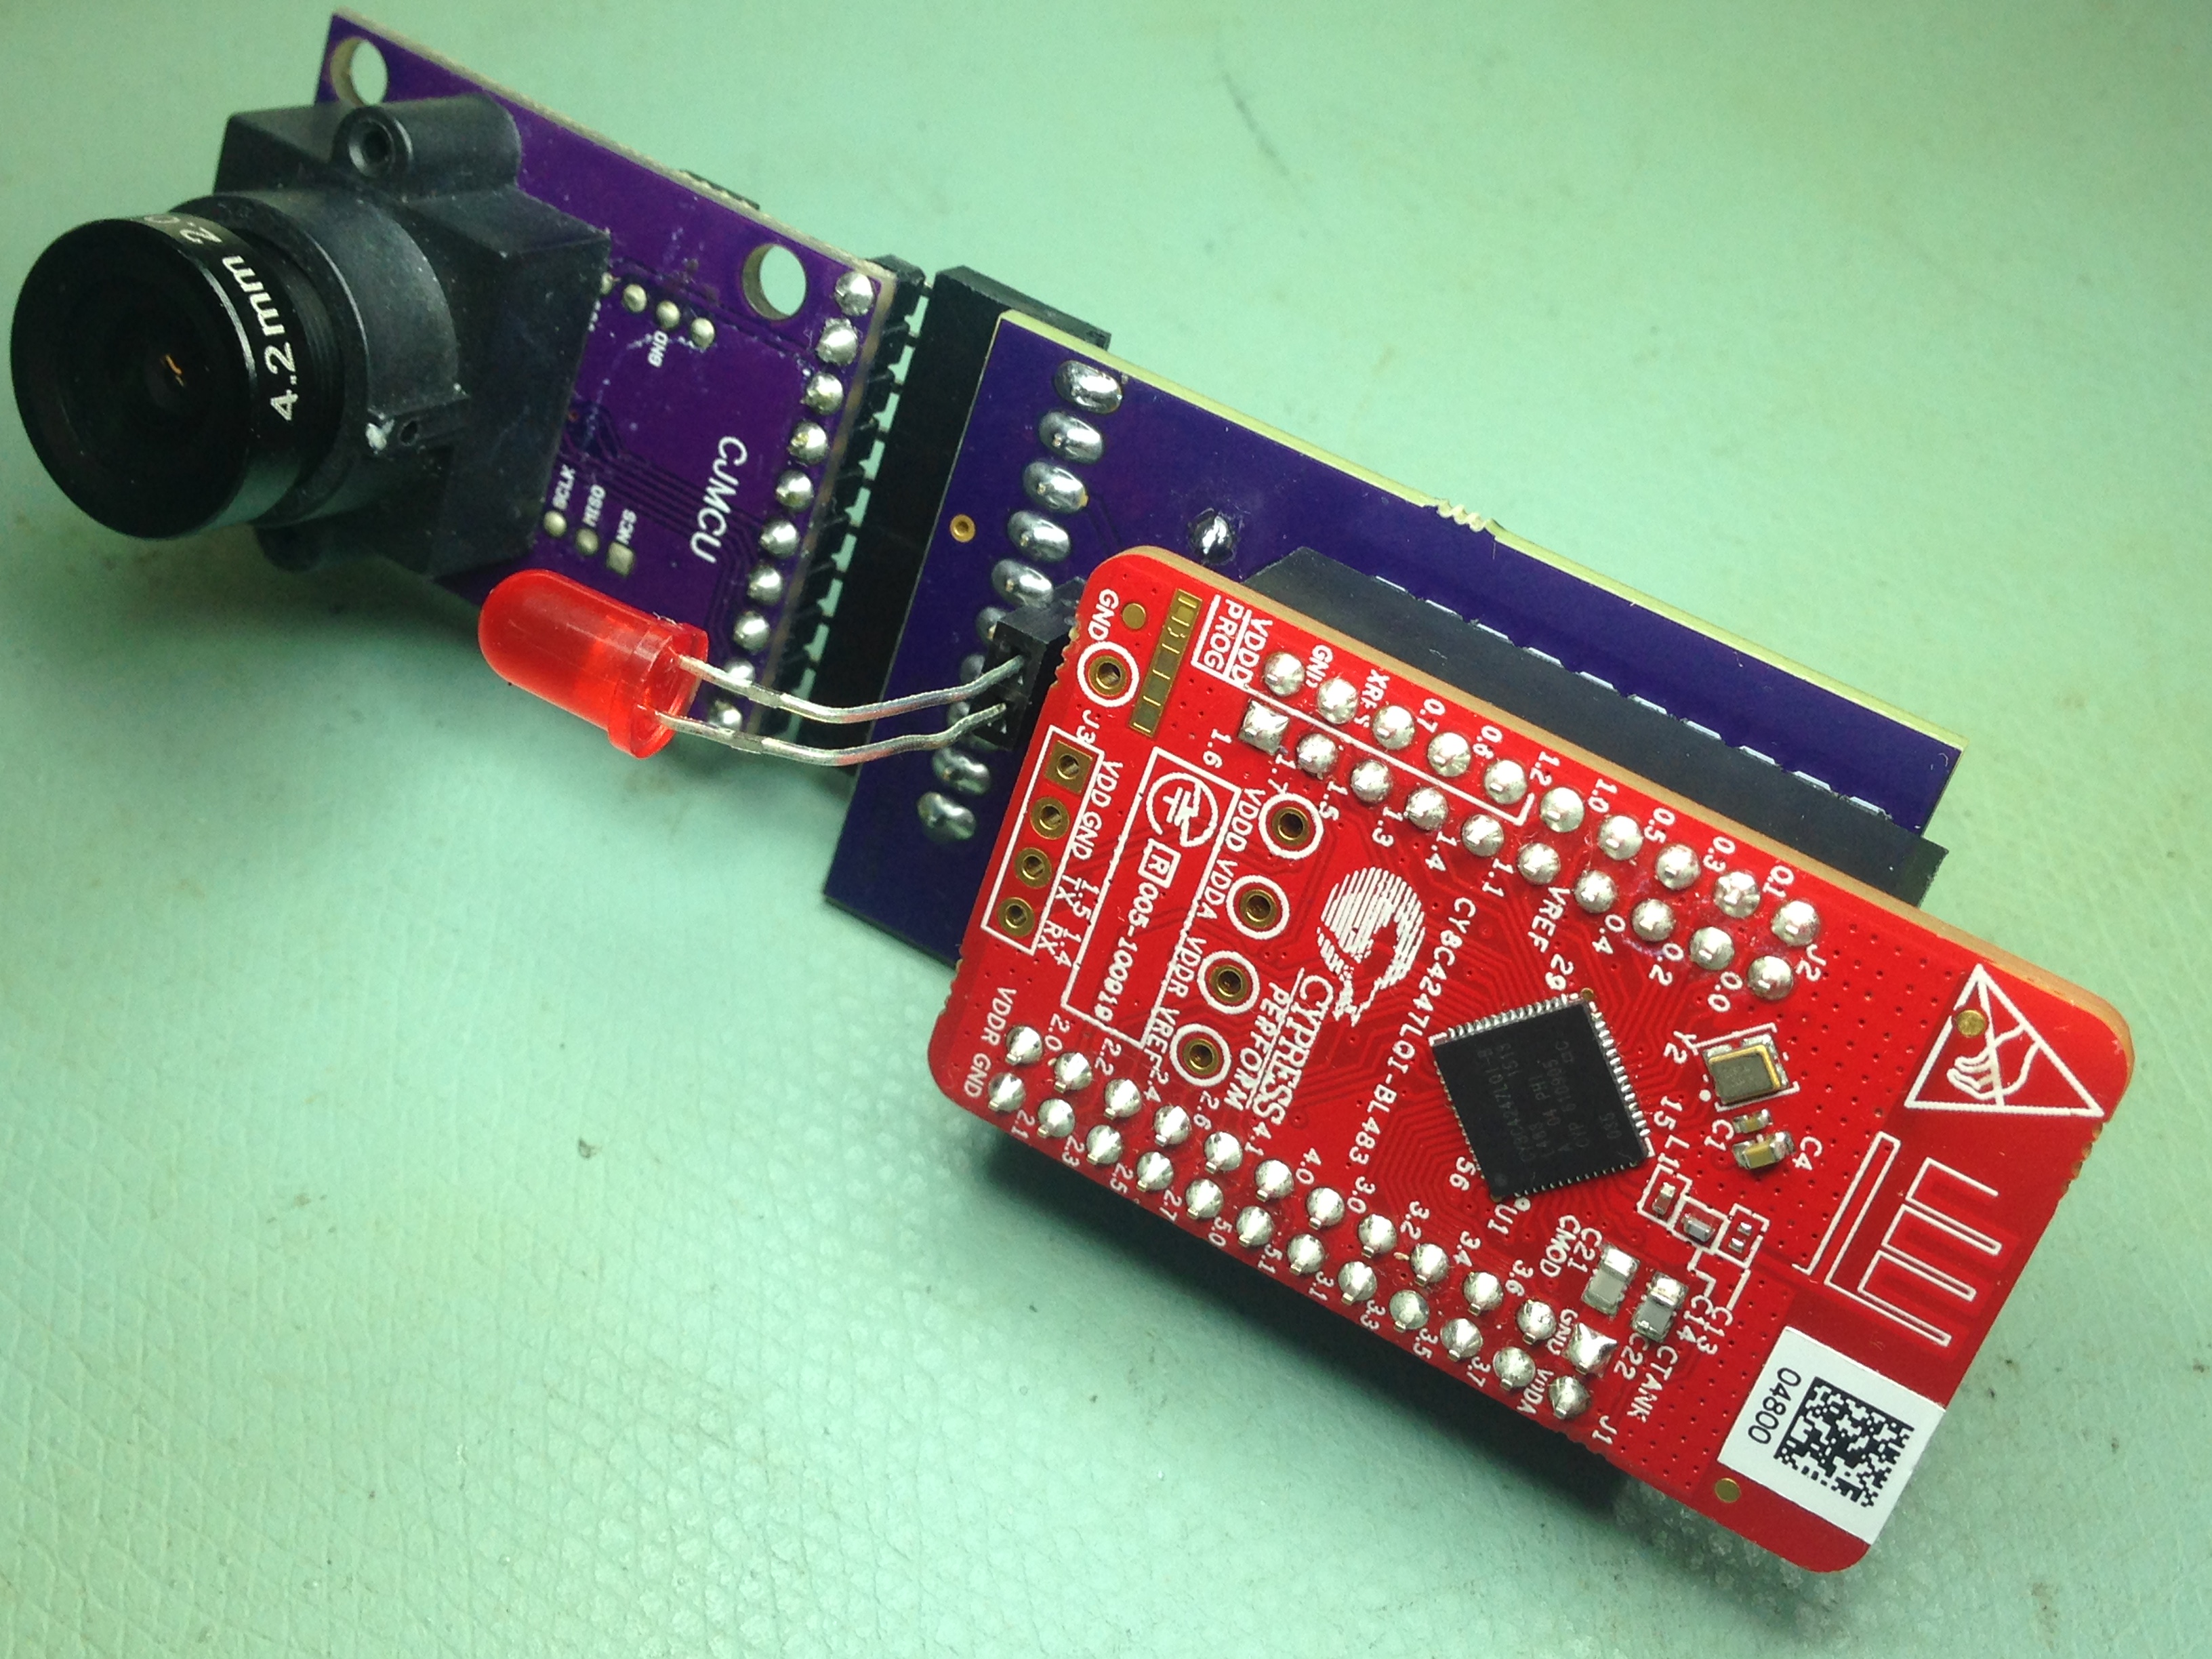 04800
J1
VDDA
GND
3.7
3.6
3.5
3.4
3.3
3.2
3.1
3.0
5.1
4.0
5.0
4.1
2.7
2.6
2.5
2.4
2.3
2.2
2.1
2.0
GND
VDDR
CTANK
C22
C13
C14
C21
CMOD
U1
56
L1
15
C4
C1
Y2
29
CY8C4247LQI-BL483
CYPRESS
PERFORM
VREF
VDDR
VDDA
VDDD
R 005-100919
1.4
RX
1.5
TX
GND
VDD
J3
J2
0.0
0.1
0.2
0.3
0.4
0.5
VREF
1.0
1.1
1.2
1.4
0.6
1.3
0.7
1.5
XRES
1.7
GND
1.6
VDDD
PROG
GND
CJMCU
NCS
MISO
SCLK
GND
4.2mm